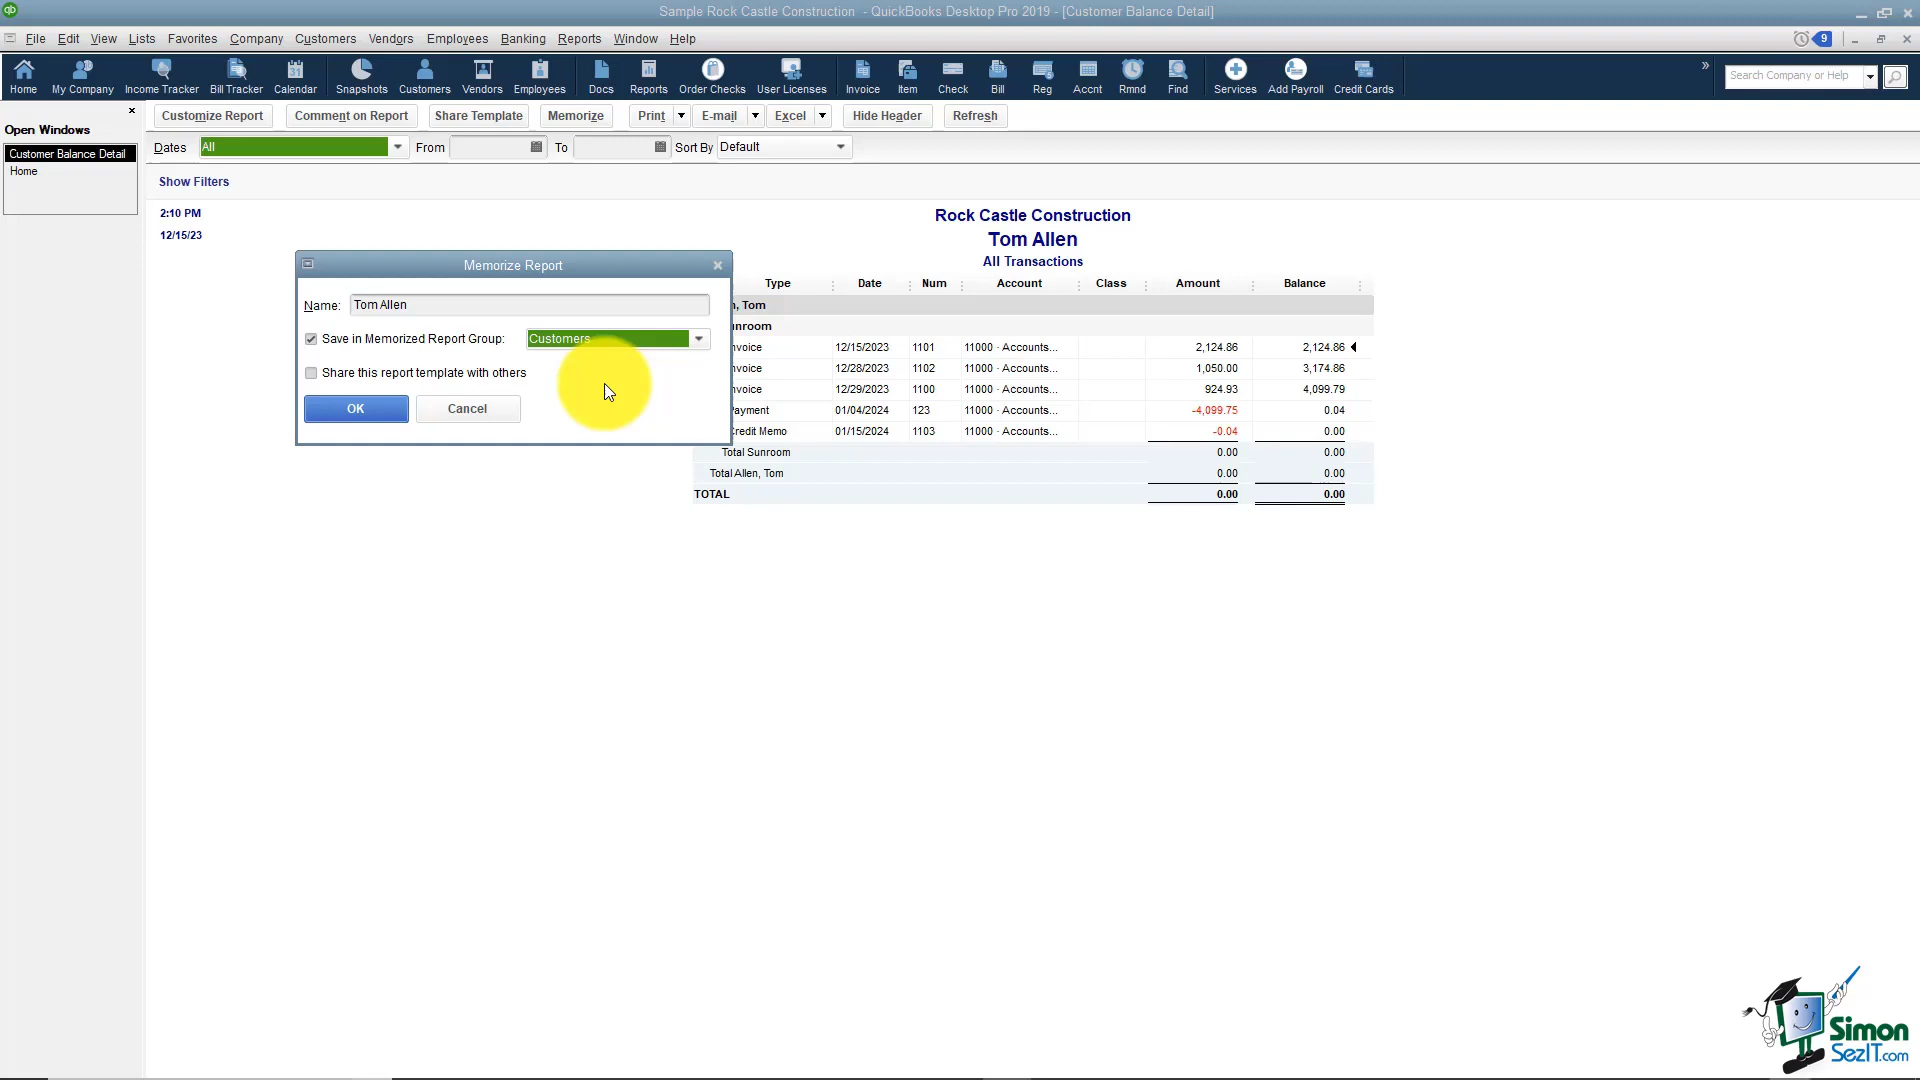 Sample Rock Castle Construction - QuickBooks Desktop Pro 2019 - [Customer Balance Detail]
File Edit View Lists Favorites Company Customers Vendors Employees Banking Reports Window Help
9
Home My Company Income Tracker Bill Tracker Calendar Snapshots Customers Vendors Employees Docs Reports Order Checks User Licenses Invoice Item Check Bill Reg Accnt Rmnd Find Services Add Payroll Credit Cards
Search Company or Help
Customize Report Comment on Report Share Template Memorize Print E-mail Excel Hide Header Refresh
Open Windows
Customer Balance Detail
Home
Dates All From To Sort By Default
Show Filters
2:10 PM
12/15/23
Rock Castle Construction
Tom Allen
All Transactions
Type Date Num Account Class Amount Balance
n, Tom
unroom
nvoice 12/15/2023 1101 11000 · Accounts... 2,124.86 2,124.86
nvoice 12/28/2023 1102 11000 · Accounts... 1,050.00 3,174.86
nvoice 12/29/2023 1100 11000 · Accounts... 924.93 4,099.79
Payment 01/04/2024 123 11000 · Accounts... -4,099.75 0.04
Credit Memo 01/15/2024 1103 11000 · Accounts... -0.04 0.00
Total Sunroom 0.00 0.00
Total Allen, Tom 0.00 0.00
TOTAL 0.00 0.00
Memorize Report
Name: Tom Allen
Save in Memorized Report Group: Customers
Share this report template with others
OK Cancel
Simon
SezIT.com